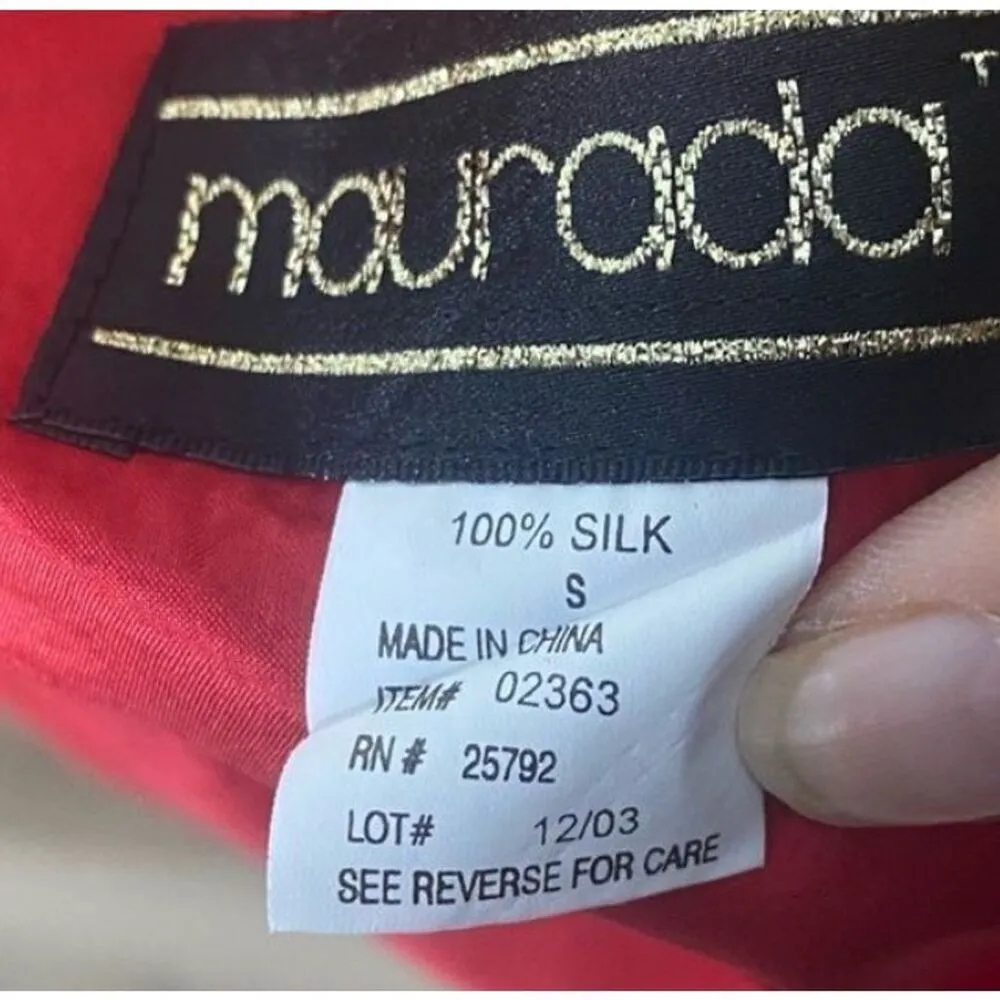 maurada T
100% SILK
S
MADE IN CHINA
ITEM# 02363
RN # 25792
LOT# 12/03
SEE REVERSE FOR CARE